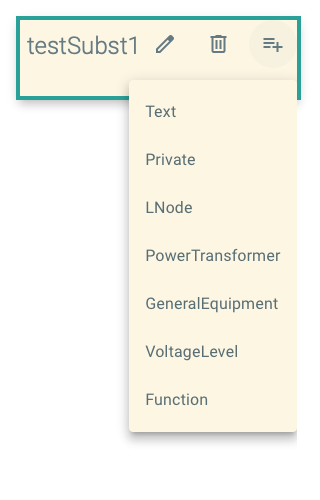 testSubst1
Text
Private
LNode
PowerTransformer
GeneralEquipment
VoltageLevel
Function